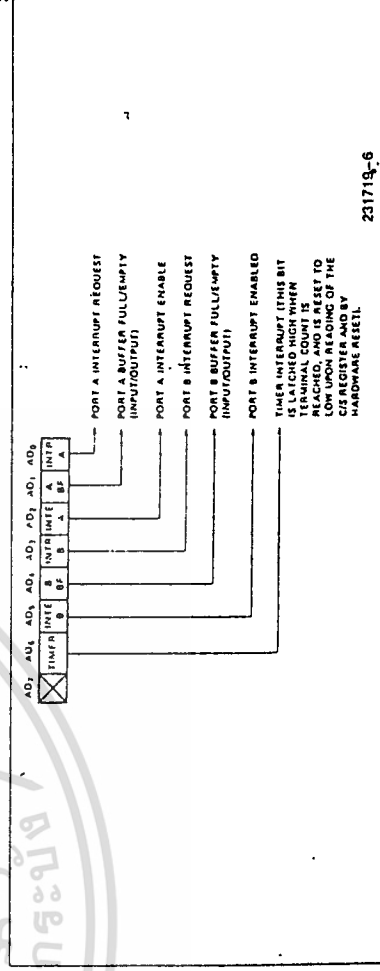 AD7 AD6 AD5 AD4 AD3 AD2 AD1 AD0
TIMER INTE B B BF INTR B INTE A A BF INTR A
PORT A INTERRUPT REQUEST
PORT A BUFFER FULL/EMPTY
(INPUT/OUTPUT)
PORT A INTERRUPT ENABLE
PORT B INTERRUPT REQUEST
PORT B BUFFER FULL/EMPTY
(INPUT/OUTPUT)
PORT B INTERRUPT ENABLED
TIMER INTERRUPT (THIS BIT
IS LATCHED HIGH WHEN
TERMINAL COUNT IS
REACHED, AND IS RESET TO
LOW UPON READING OF THE
C/S REGISTER AND BY
HARDWARE RESET).
231719-6